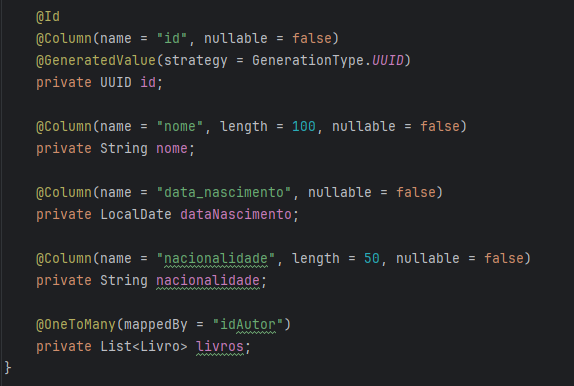 @Id
@Column(name = "id", nullable = false)
@GeneratedValue(strategy = GenerationType.UUID)
private UUID id;
@Column(name = "nome", length = 100, nullable = false)
private String nome;
@Column(name = "data_nascimento", nullable = false)
private LocalDate dataNascimento;
@Column(name = "nacionalidade", length = 50, nullable = false)
private String nacionalidade;
@OneToMany(mappedBy = "idAutor")
private List<Livro> livros;
}